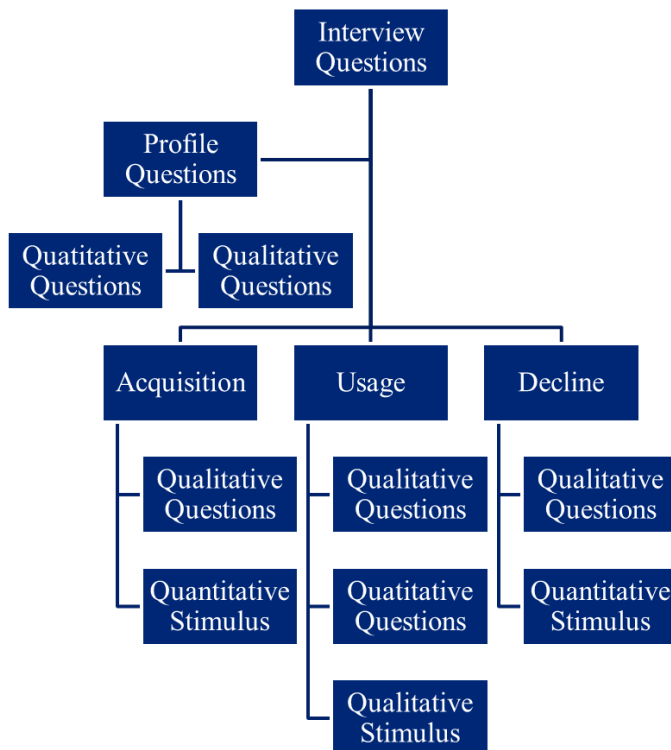 Interview
Questions
Profile
Questions
Quatitative
Questions
Qualitative
Questions
Acquisition
Usage
Decline
Qualitative
Questions
Qualitative
Questions
Qualitative
Questions
Quantitative
Stimulus
Quatitative
Questions
Quantitative
Stimulus
Qualitative
Stimulus